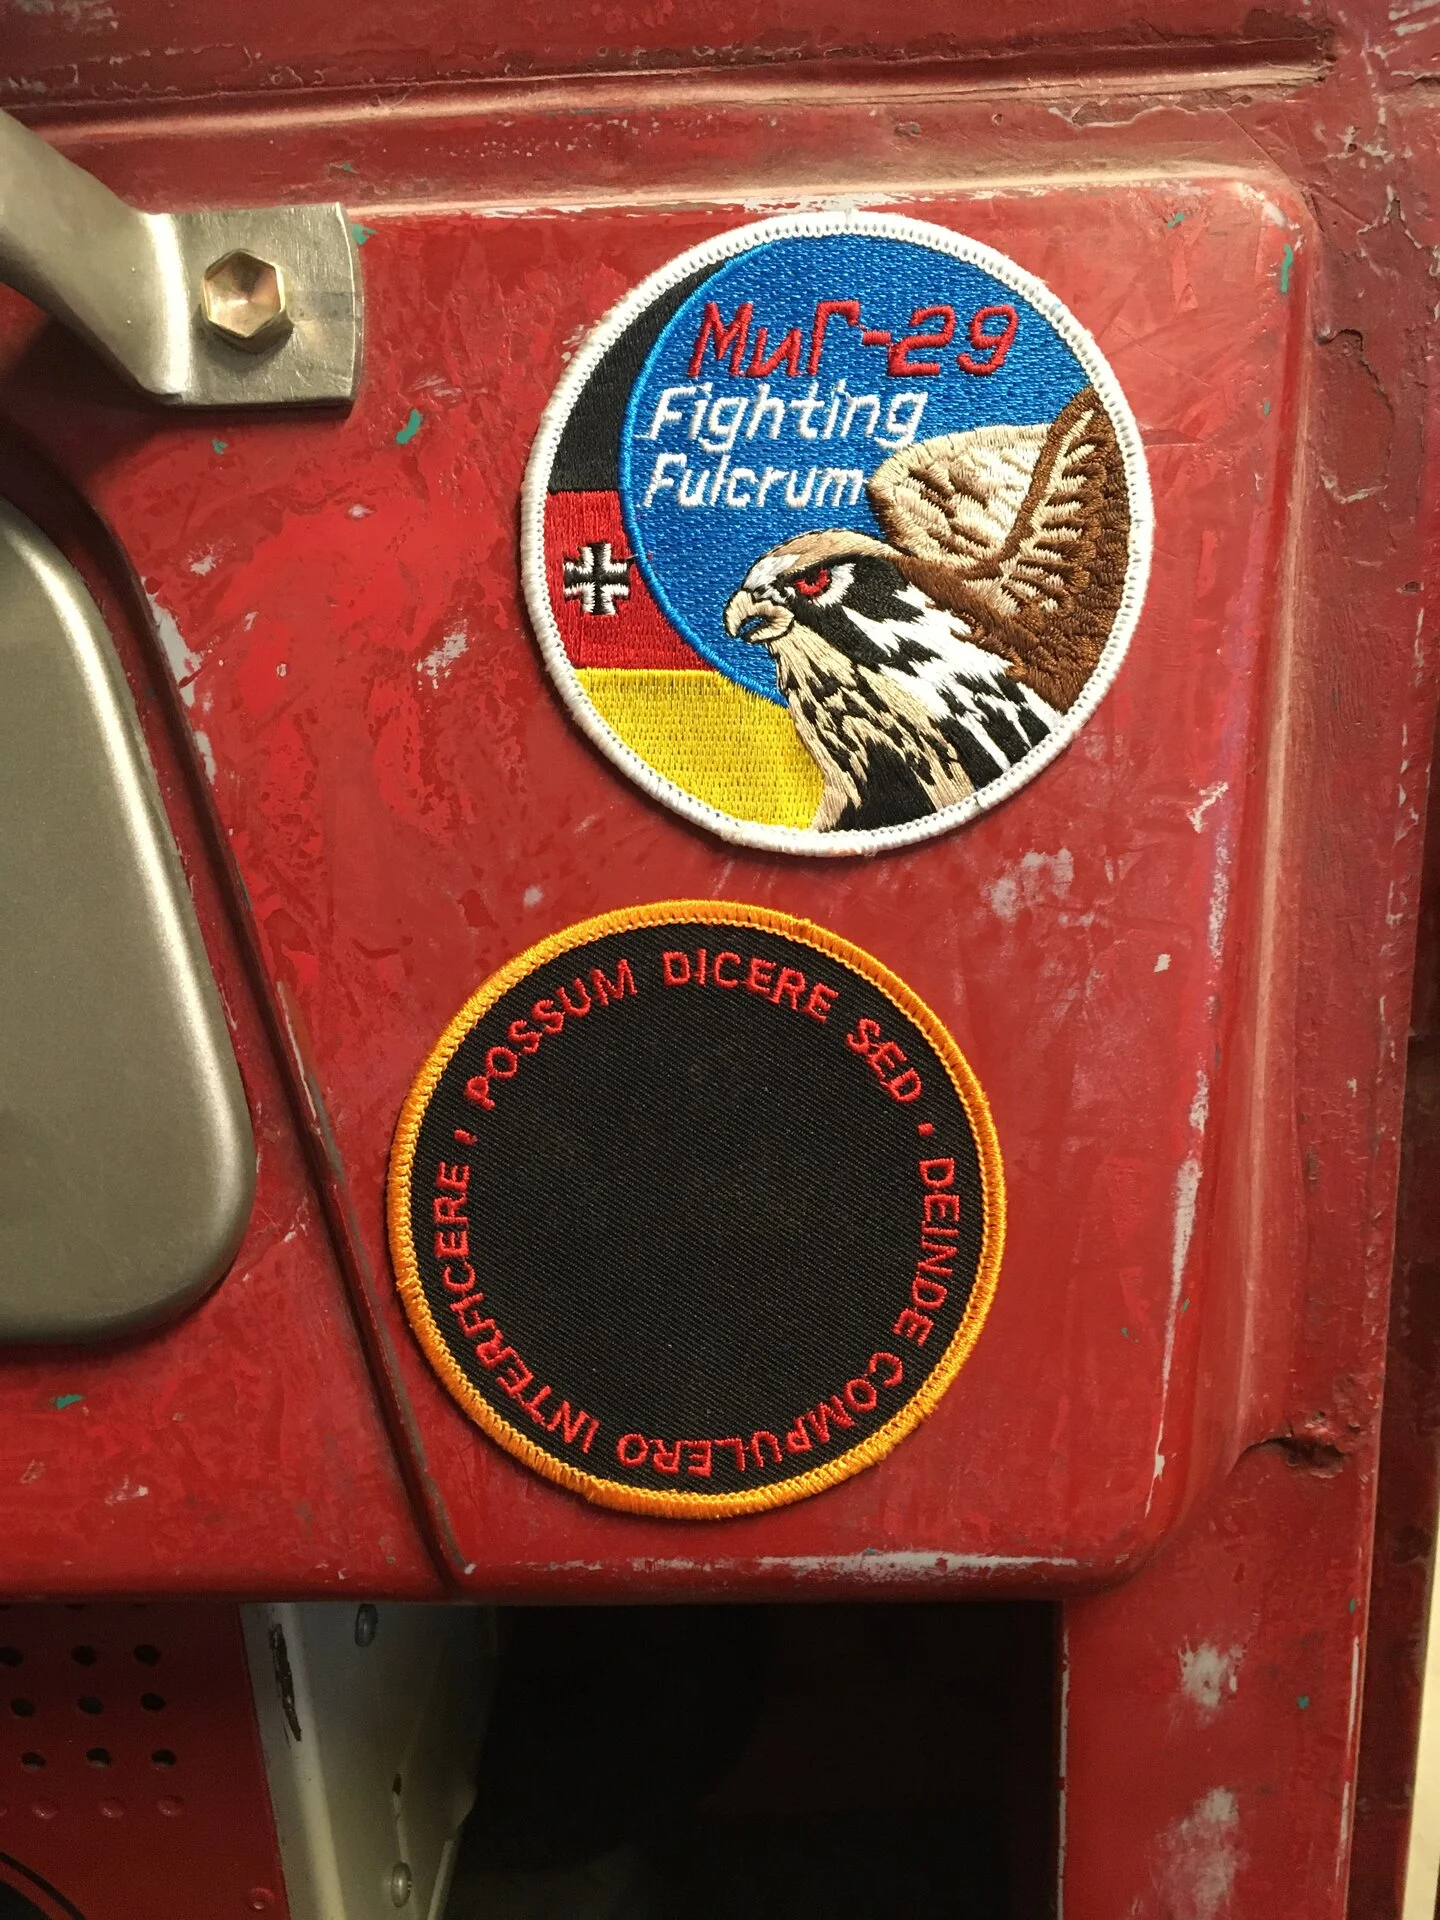 МиГ-29
Fighting
Fulcrum
POSSUM DICERE SED · DEINDE COMPULERO INTERFICERE ·